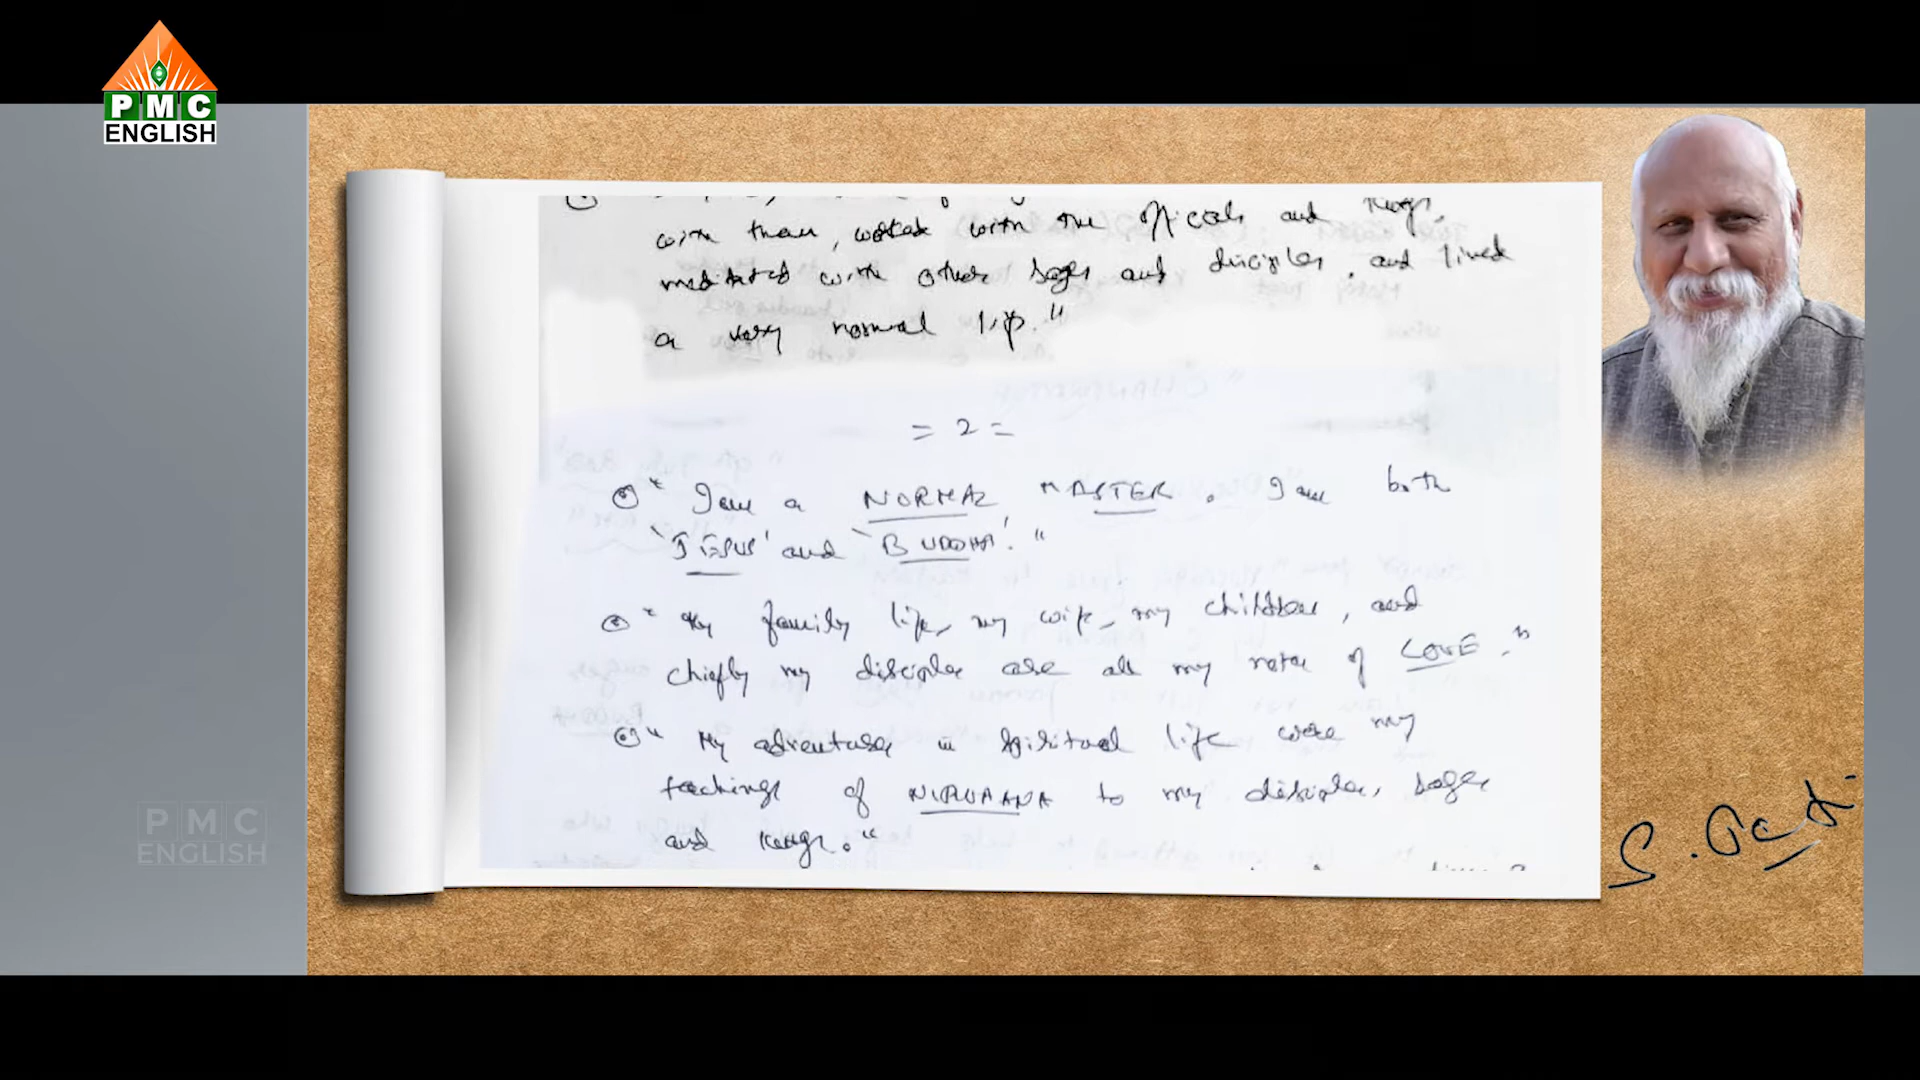 PMC
ENGLISH
with them, worked with the officials and Kings,
meditated with other sages and disciples, and lived
a very normal life."
= 2 =
" I am a NORMAL MASTER. I am both
'JESUS' and 'BUDDHA'."
" My family life, my wife, my children, and
chiefly my disciples are all my notes of LOVE."
" My adventures in spiritual life were my
teachings of NIRVAANA to my disciples, sages
and Kings."
PMC
ENGLISH